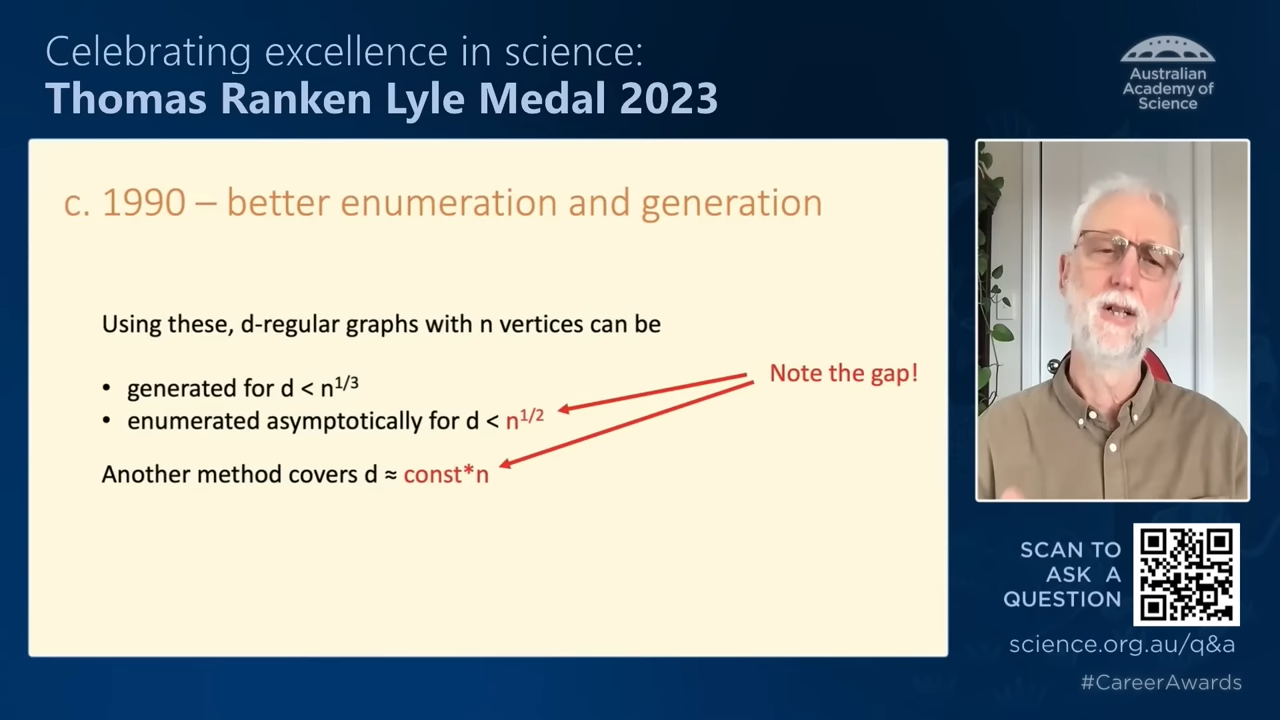 Celebrating excellence in science:
Thomas Ranken Lyle Medal 2023
Australian
Academy of
Science
c. 1990 – better enumeration and generation
Using these, d-regular graphs with n vertices can be
• generated for d < n^{1/3}
• enumerated asymptotically for d < n^{1/2}
Another method covers d ≈ const*n
Note the gap!
SCAN TO
ASK A
QUESTION
science.org.au/q&a
#CareerAwards